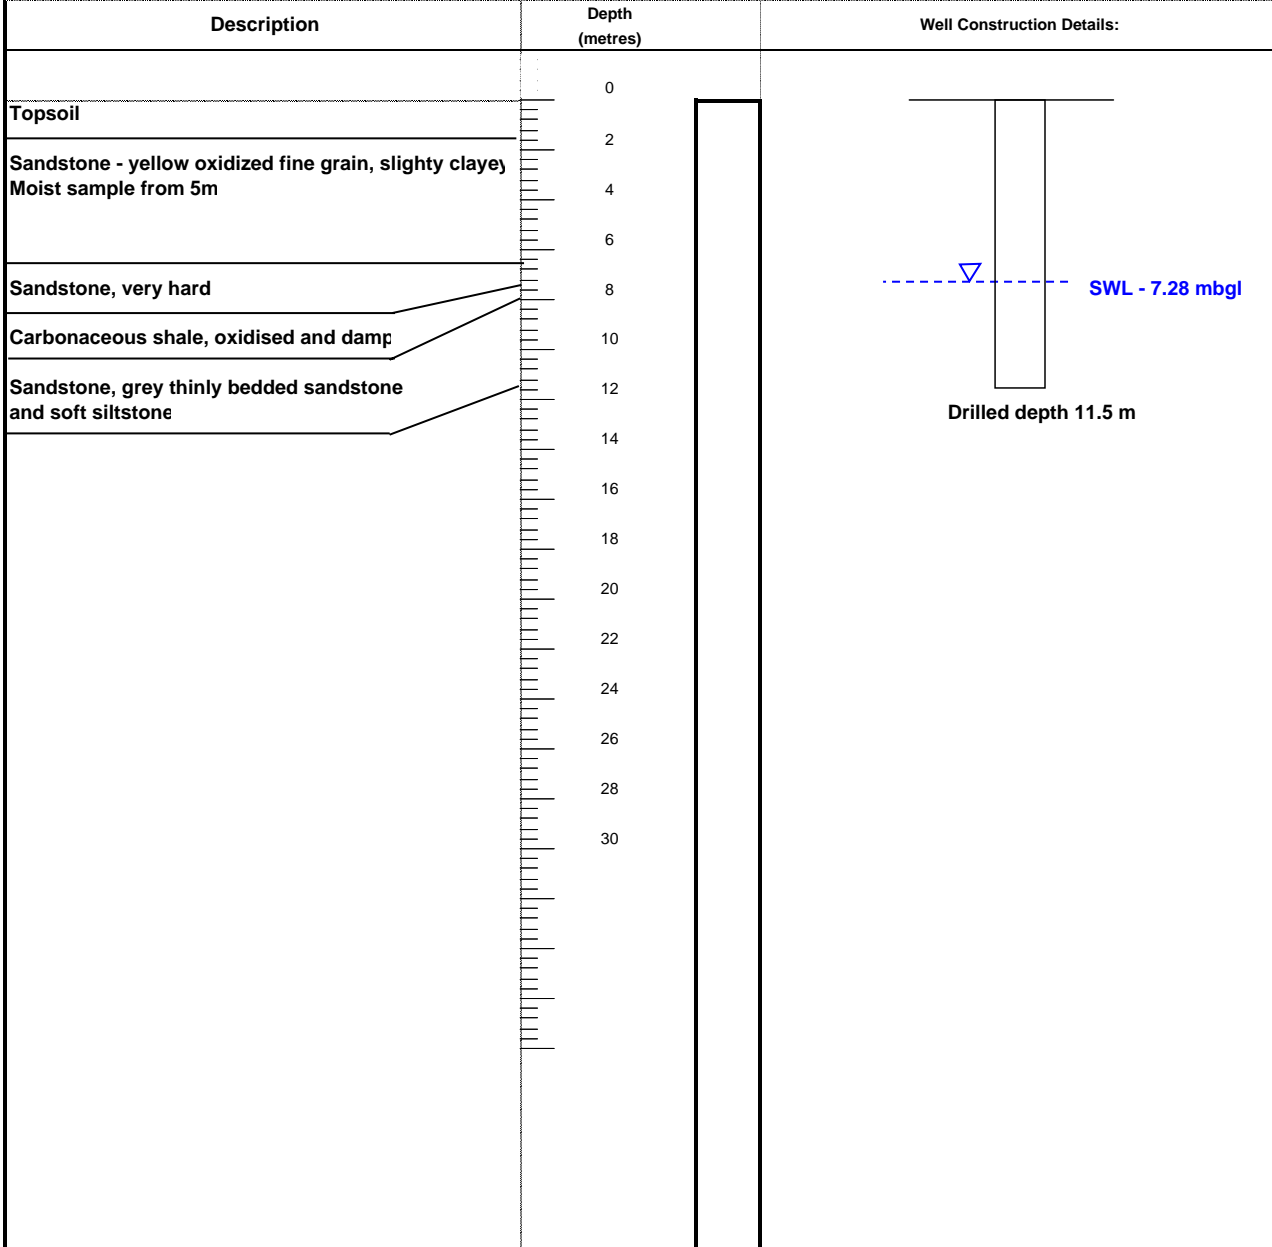 Description
Depth
(metres)
Well Construction Details:
0
Topsoil
2
Sandstone - yellow oxidized fine grain, slighty clayey
Moist sample from 5m
4
6
Sandstone, very hard
8
SWL - 7.28 mbgl
Carbonaceous shale, oxidised and damp
10
Sandstone, grey thinly bedded sandstone
and soft siltstone
12
Drilled depth 11.5 m
14
16
18
20
22
24
26
28
30